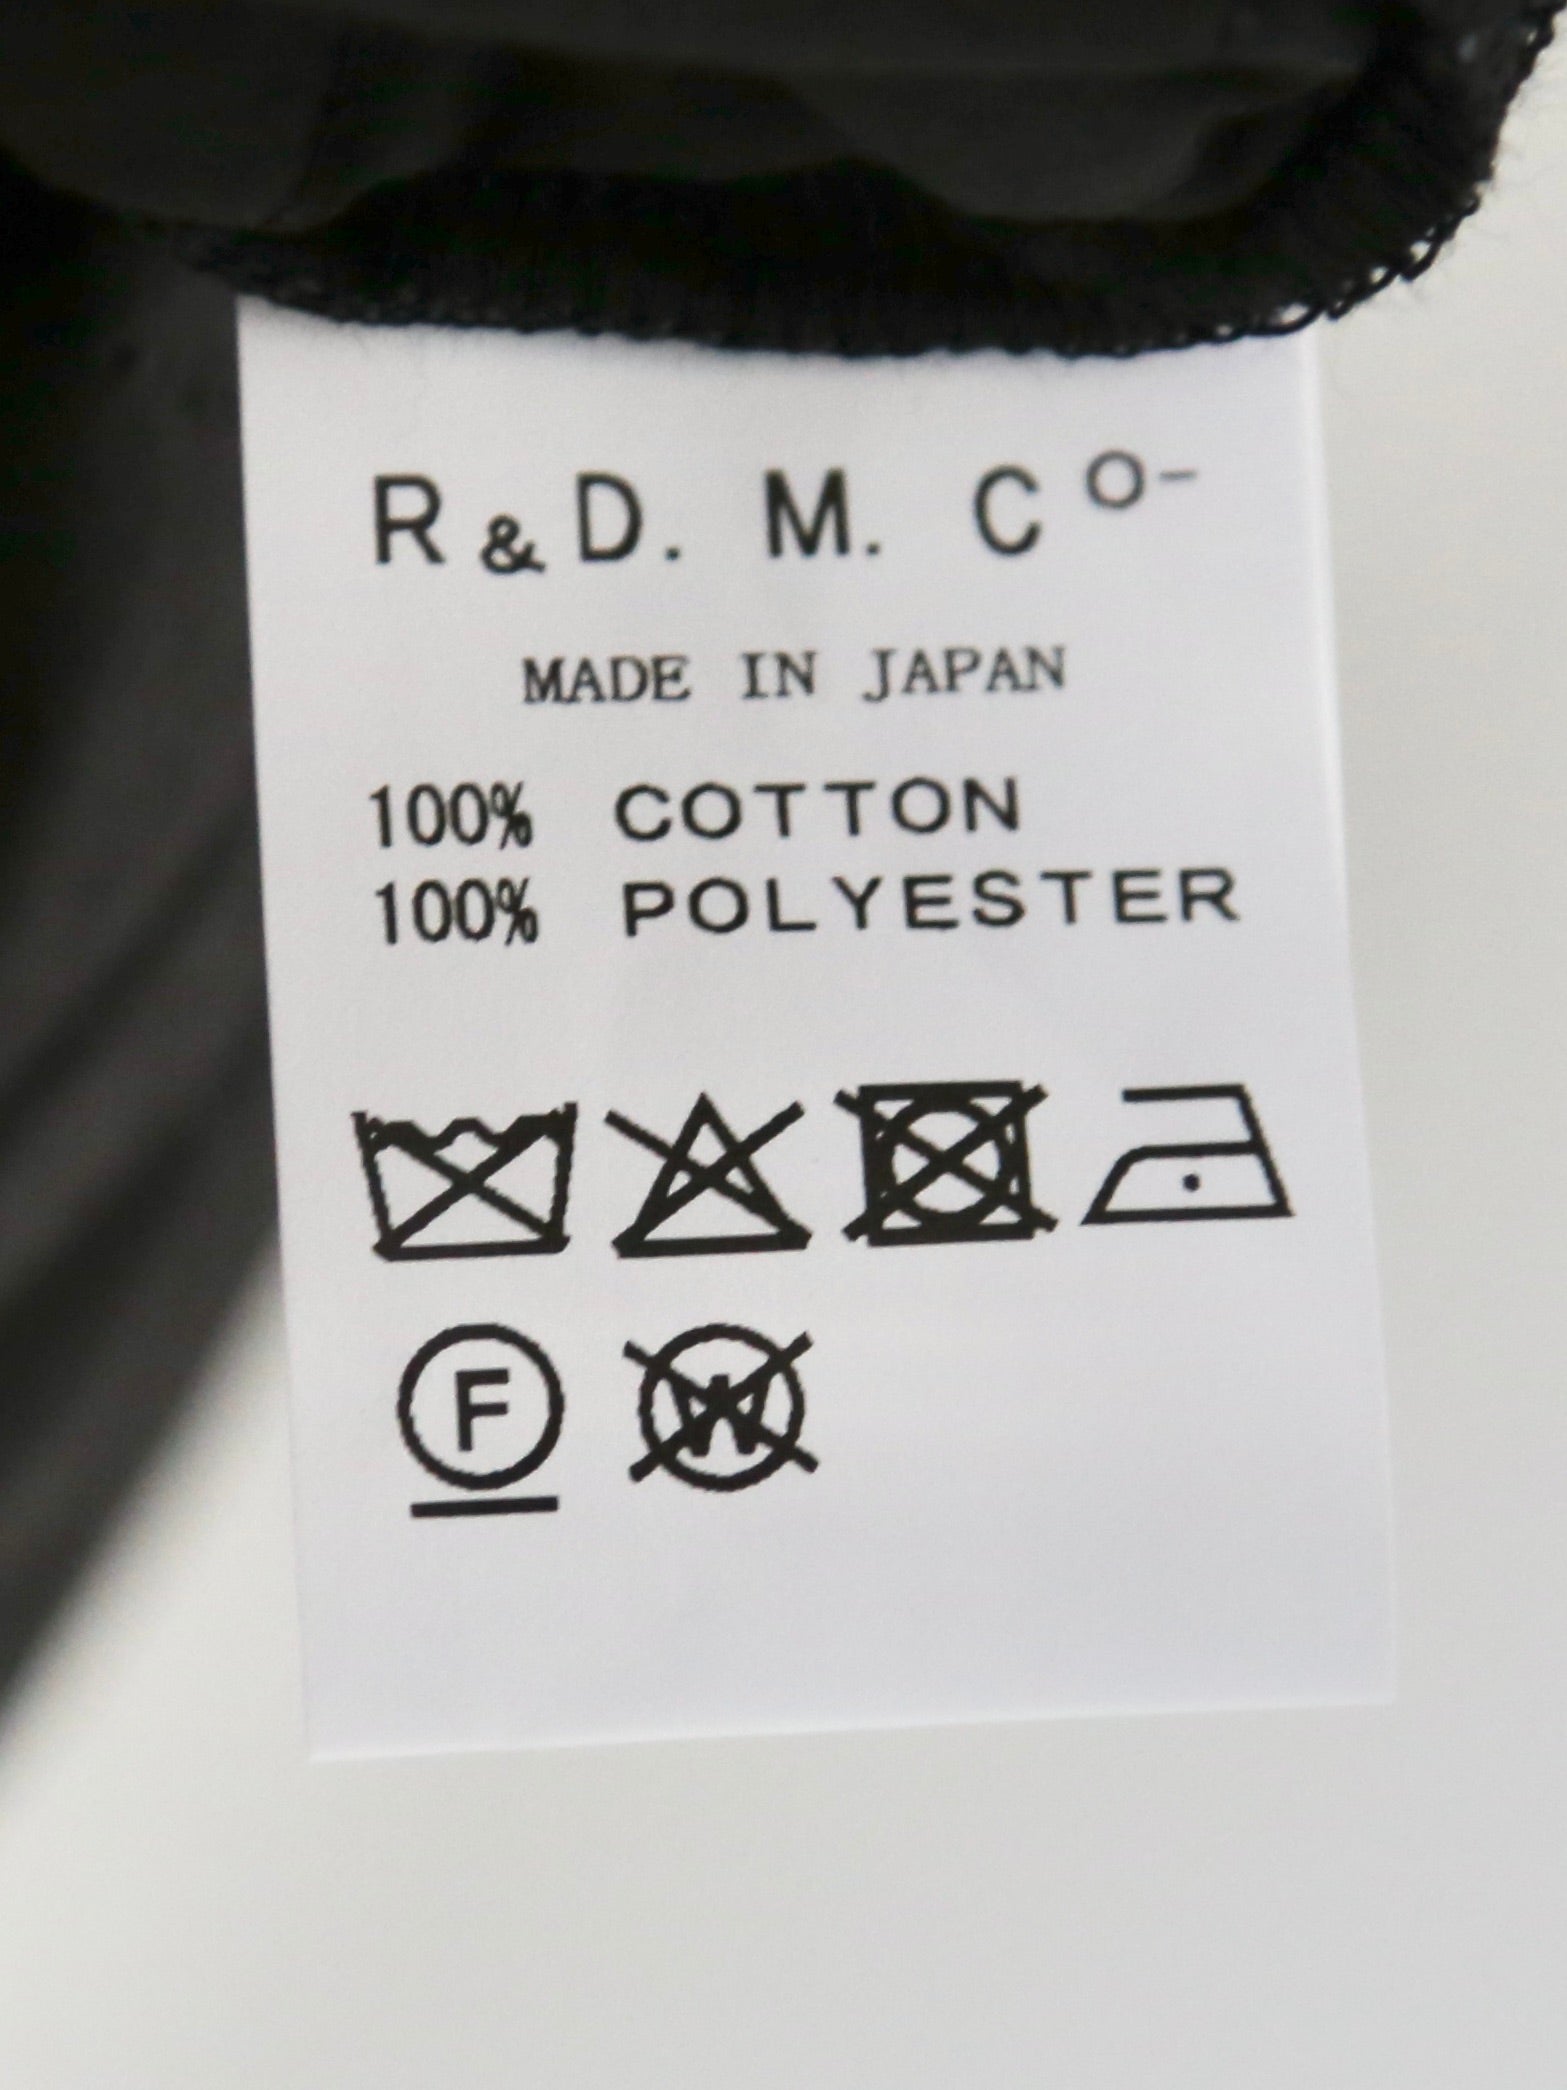 R&D. M. Co-
MADE IN JAPAN
100% COTTON
100% POLYESTER
F W